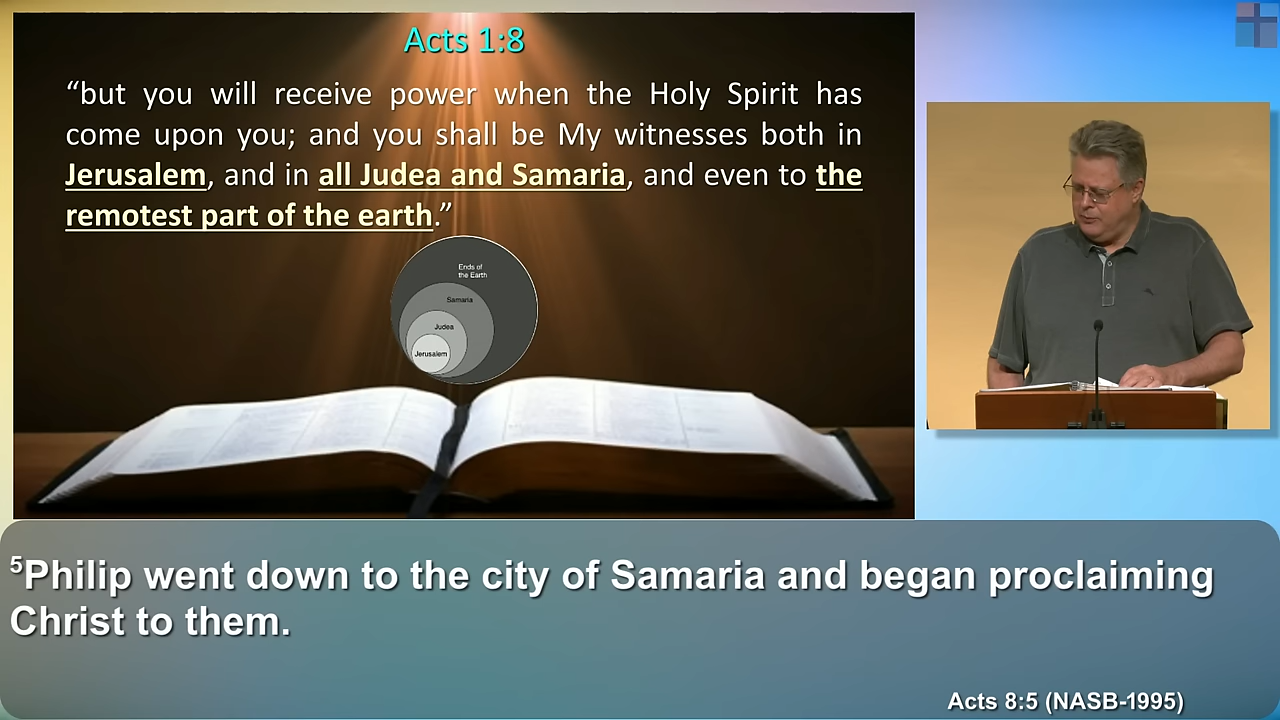 Acts 1:8
“but you will receive power when the Holy Spirit has
come upon you; and you shall be My witnesses both in
Jerusalem, and in all Judea and Samaria, and even to the
remotest part of the earth.”
Ends of
the Earth
Samaria
Judea
Jerusalem
⁵Philip went down to the city of Samaria and began proclaiming
Christ to them.
Acts 8:5 (NASB-1995)